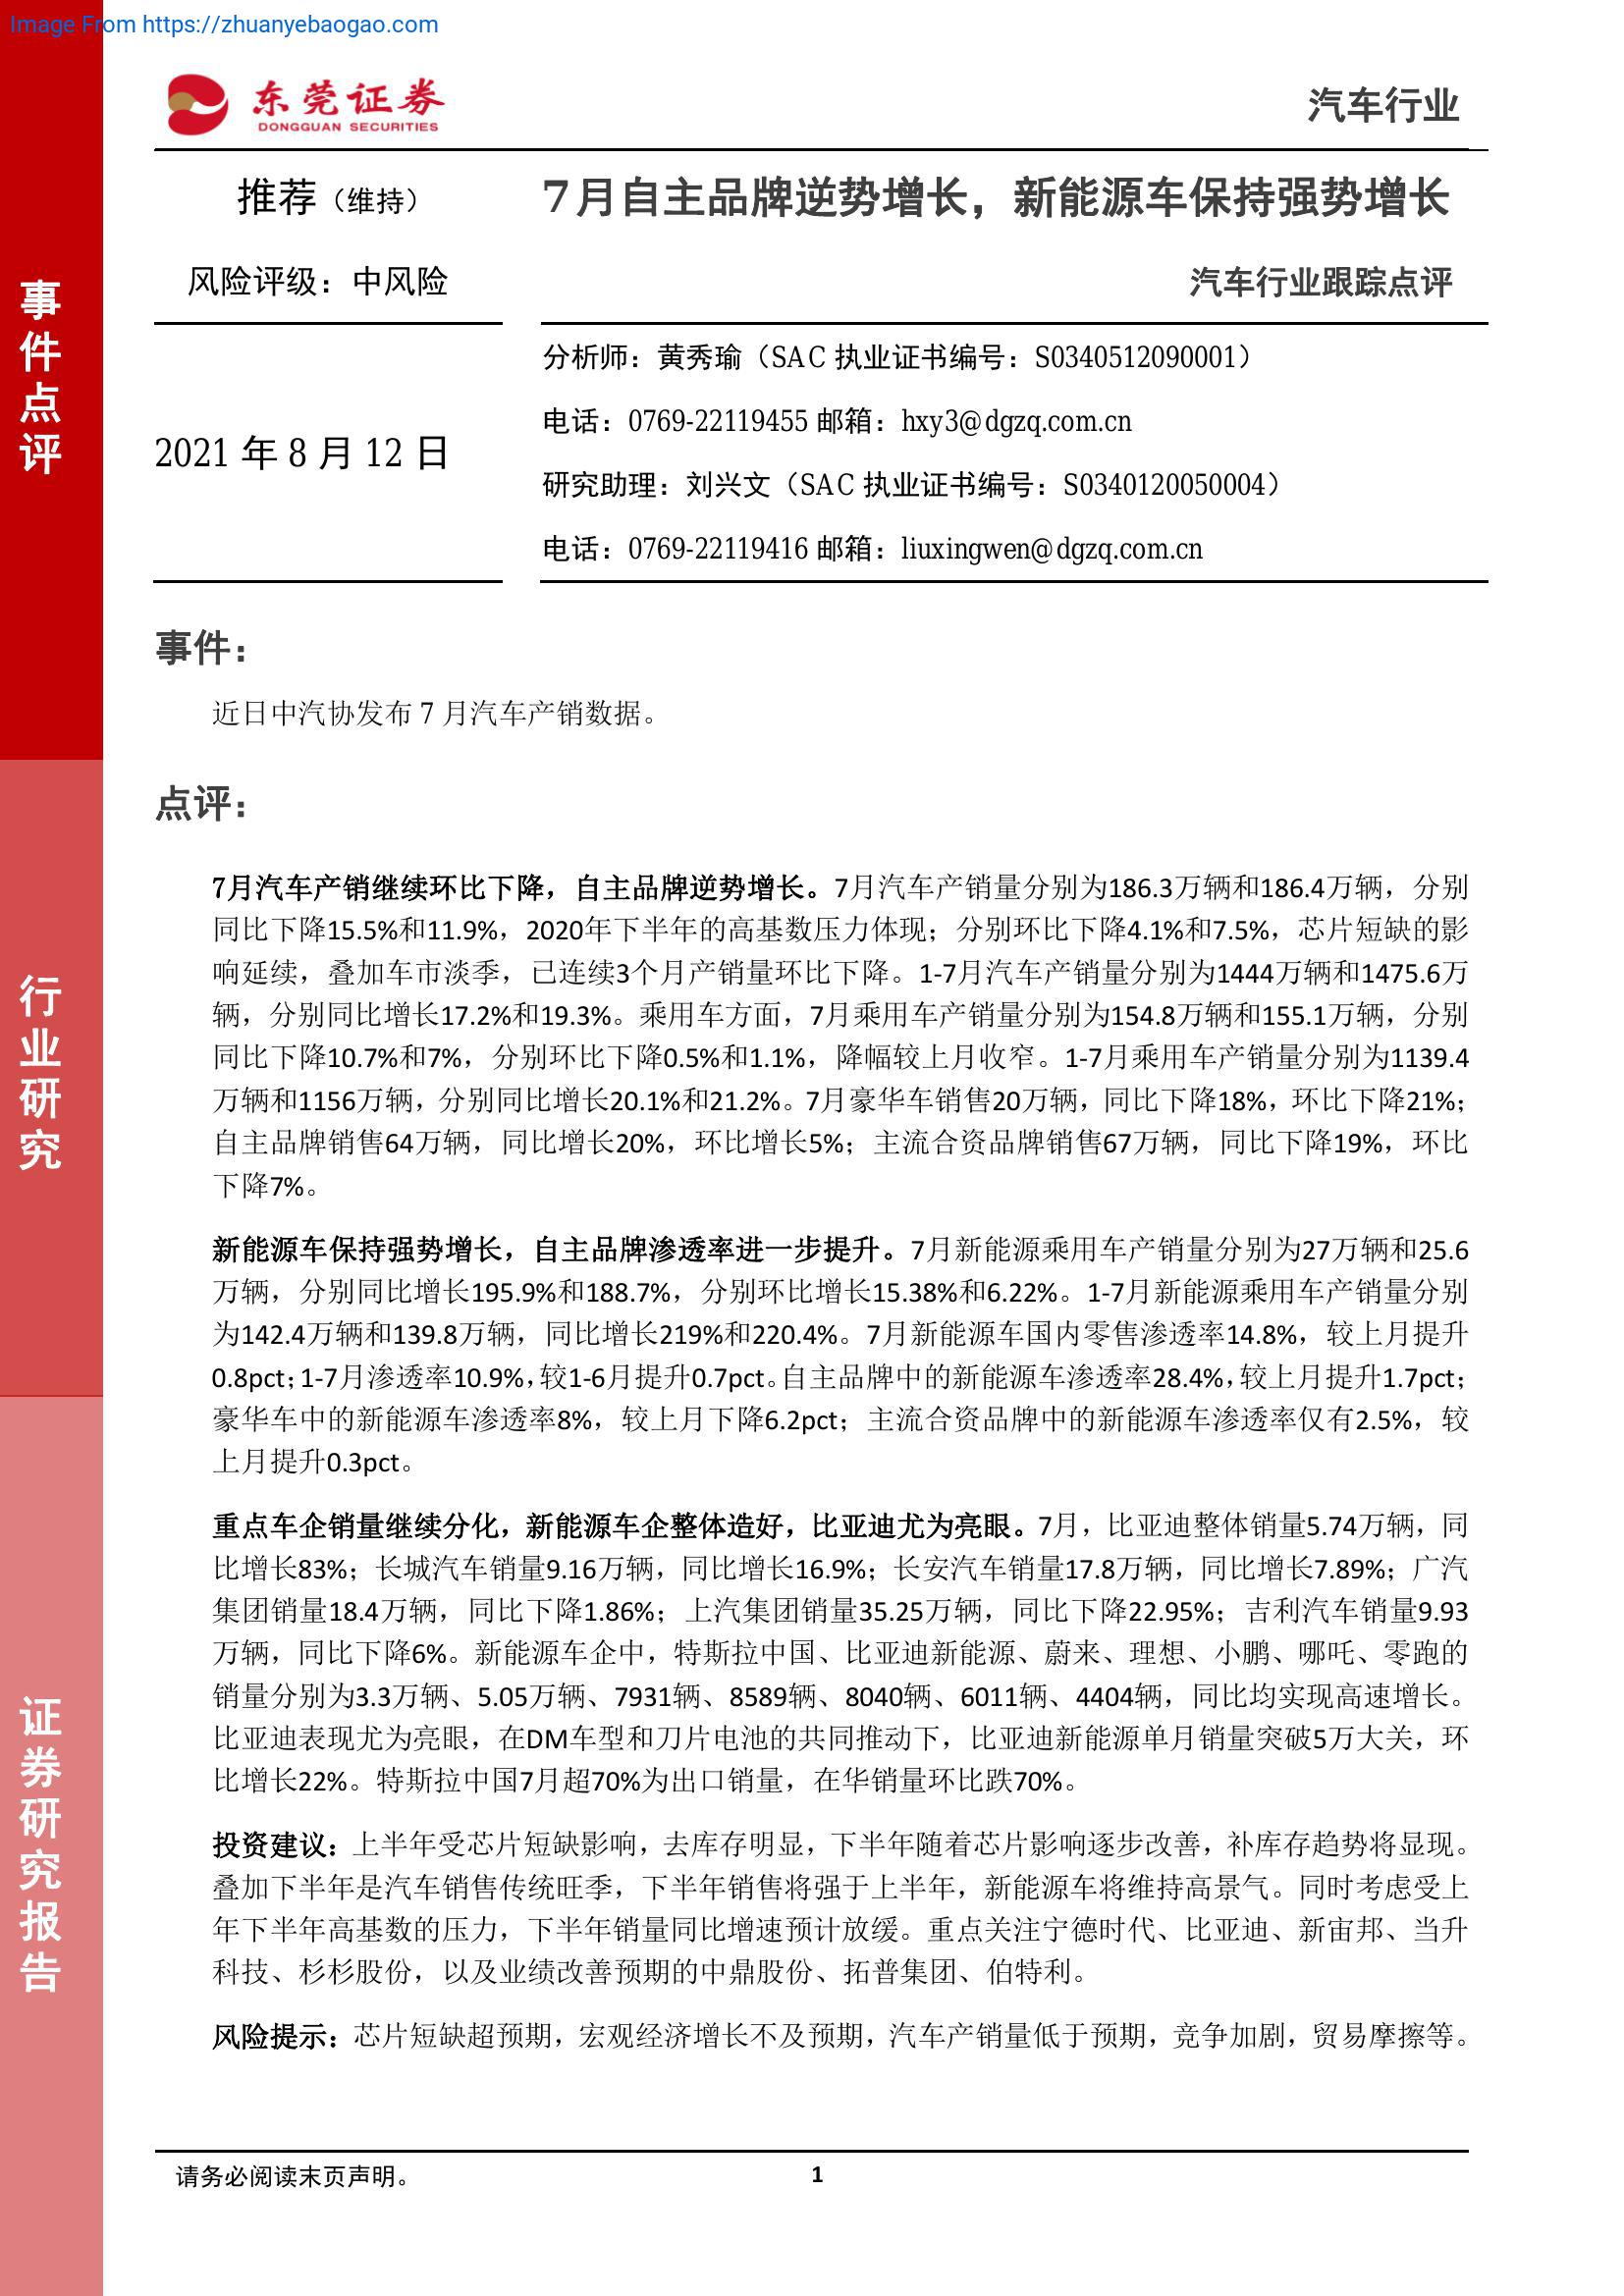 Image From https://zhuanyebaogao.com
东莞证券
DONGGUAN SECURITIES
汽车行业
推荐（维持）
7月自主品牌逆势增长，新能源车保持强势增长
风险评级：中风险
汽车行业跟踪点评
事件点评
2021 年 8 月 12 日
分析师：黄秀瑜（SAC 执业证书编号：S0340512090001）
电话：0769-22119455 邮箱：hxy3@dgzq.com.cn
研究助理：刘兴文（SAC 执业证书编号：S0340120050004）
电话：0769-22119416 邮箱：liuxingwen@dgzq.com.cn
事件：
近日中汽协发布 7 月汽车产销数据。
点评：
7月汽车产销继续环比下降，自主品牌逆势增长。7月汽车产销量分别为186.3万辆和186.4万辆，分别
同比下降15.5%和11.9%，2020年下半年的高基数压力体现；分别环比下降4.1%和7.5%，芯片短缺的影
响延续，叠加车市淡季，已连续3个月产销量环比下降。1-7月汽车产销量分别为1444万辆和1475.6万
辆，分别同比增长17.2%和19.3%。乘用车方面，7月乘用车产销量分别为154.8万辆和155.1万辆，分别
同比下降10.7%和7%，分别环比下降0.5%和1.1%，降幅较上月收窄。1-7月乘用车产销量分别为1139.4
万辆和1156万辆，分别同比增长20.1%和21.2%。7月豪华车销售20万辆，同比下降18%，环比下降21%；
自主品牌销售64万辆，同比增长20%，环比增长5%；主流合资品牌销售67万辆，同比下降19%，环比
下降7%。
行业研究
新能源车保持强势增长，自主品牌渗透率进一步提升。7月新能源乘用车产销量分别为27万辆和25.6
万辆，分别同比增长195.9%和188.7%，分别环比增长15.38%和6.22%。1-7月新能源乘用车产销量分别
为142.4万辆和139.8万辆，同比增长219%和220.4%。7月新能源车国内零售渗透率14.8%，较上月提升
0.8pct；1-7月渗透率10.9%，较1-6月提升0.7pct。自主品牌中的新能源车渗透率28.4%，较上月提升1.7pct；
豪华车中的新能源车渗透率8%，较上月下降6.2pct；主流合资品牌中的新能源车渗透率仅有2.5%，较
上月提升0.3pct。
重点车企销量继续分化，新能源车企整体造好，比亚迪尤为亮眼。7月，比亚迪整体销量5.74万辆，同
比增长83%；长城汽车销量9.16万辆，同比增长16.9%；长安汽车销量17.8万辆，同比增长7.89%；广汽
集团销量18.4万辆，同比下降1.86%；上汽集团销量35.25万辆，同比下降22.95%；吉利汽车销量9.93
万辆，同比下降6%。新能源车企中，特斯拉中国、比亚迪新能源、蔚来、理想、小鹏、哪吒、零跑的
销量分别为3.3万辆、5.05万辆、7931辆、8589辆、8040辆、6011辆、4404辆，同比均实现高速增长。
比亚迪表现尤为亮眼，在DM车型和刀片电池的共同推动下，比亚迪新能源单月销量突破5万大关，环
比增长22%。特斯拉中国7月超70%为出口销量，在华销量环比跌70%。
证券研究报告
投资建议：上半年受芯片短缺影响，去库存明显，下半年随着芯片影响逐步改善，补库存趋势将显现。
叠加下半年是汽车销售传统旺季，下半年销售将强于上半年，新能源车将维持高景气。同时考虑受上
年下半年高基数的压力，下半年销量同比增速预计放缓。重点关注宁德时代、比亚迪、新宙邦、当升
科技、杉杉股份，以及业绩改善预期的中鼎股份、拓普集团、伯特利。
风险提示：芯片短缺超预期，宏观经济增长不及预期，汽车产销量低于预期，竞争加剧，贸易摩擦等。
请务必阅读末页声明。
1